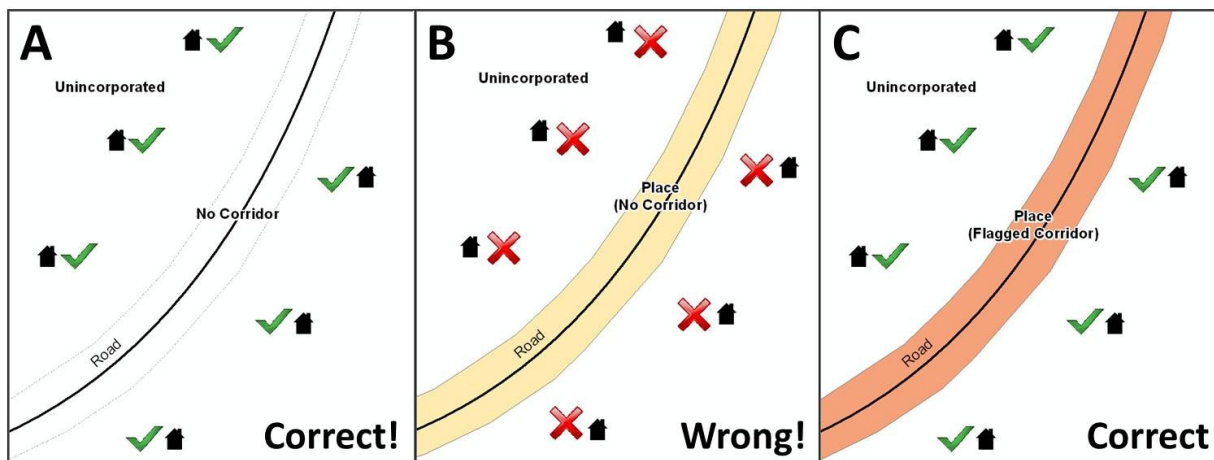 A
Unincorporated
No Corridor
Road
Correct!
B
Unincorporated
Place
(No Corridor)
Road
Wrong!
C
Unincorporated
Place
(Flagged Corridor)
Road
Correct